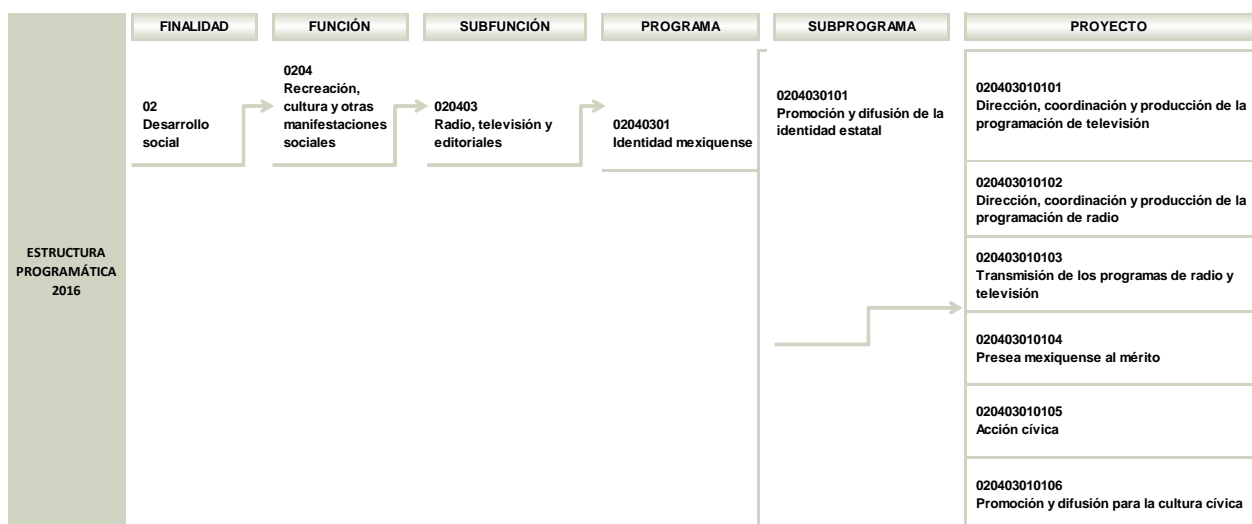 FINALIDAD
FUNCIÓN
SUBFUNCIÓN
PROGRAMA
SUBPROGRAMA
PROYECTO
ESTRUCTURA
PROGRAMÁTICA
2016
02
Desarrollo
social
0204
Recreación,
cultura y otras
manifestaciones
sociales
020403
Radio, televisión y
editoriales
02040301
Identidad mexiquense
0204030101
Promoción y difusión de la
identidad estatal
020403010101
Dirección, coordinación y producción de la
programación de televisión
020403010102
Dirección, coordinación y producción de la
programación de radio
020403010103
Transmisión de los programas de radio y
televisión
020403010104
Presea mexiquense al mérito
020403010105
Acción cívica
020403010106
Promoción y difusión para la cultura cívica